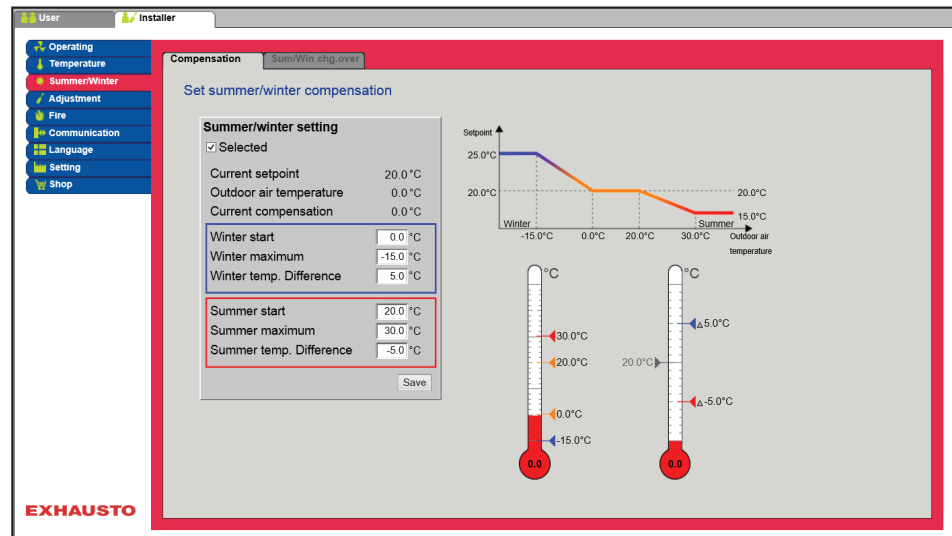 User
Installer
Operating
Temperature
Summer/Winter
Adjustment
Fire
Communication
Language
Setting
Shop
EXHAUSTO
Compensation
Sum/Win chg.over
Set summer/winter compensation
Summer/winter setting
Selected
Current setpoint 20.0°C
Outdoor air temperature 0.0°C
Current compensation 0.0°C
Winter start 0.0 °C
Winter maximum -15.0 °C
Winter temp. Difference 5.0 °C
Summer start 20.0 °C
Summer maximum 30.0 °C
Summer temp. Difference -5.0 °C
Save
Setpoint
25.0°C
20.0°C 20.0°C
15.0°C
Winter Summer
-15.0°C 0.0°C 20.0°C 30.0°C Outdoor air
temperature
°C °C
△5.0°C
30.0°C
20.0°C 20.0°C
△-5.0°C
0.0°C
-15.0°C
0.0 0.0